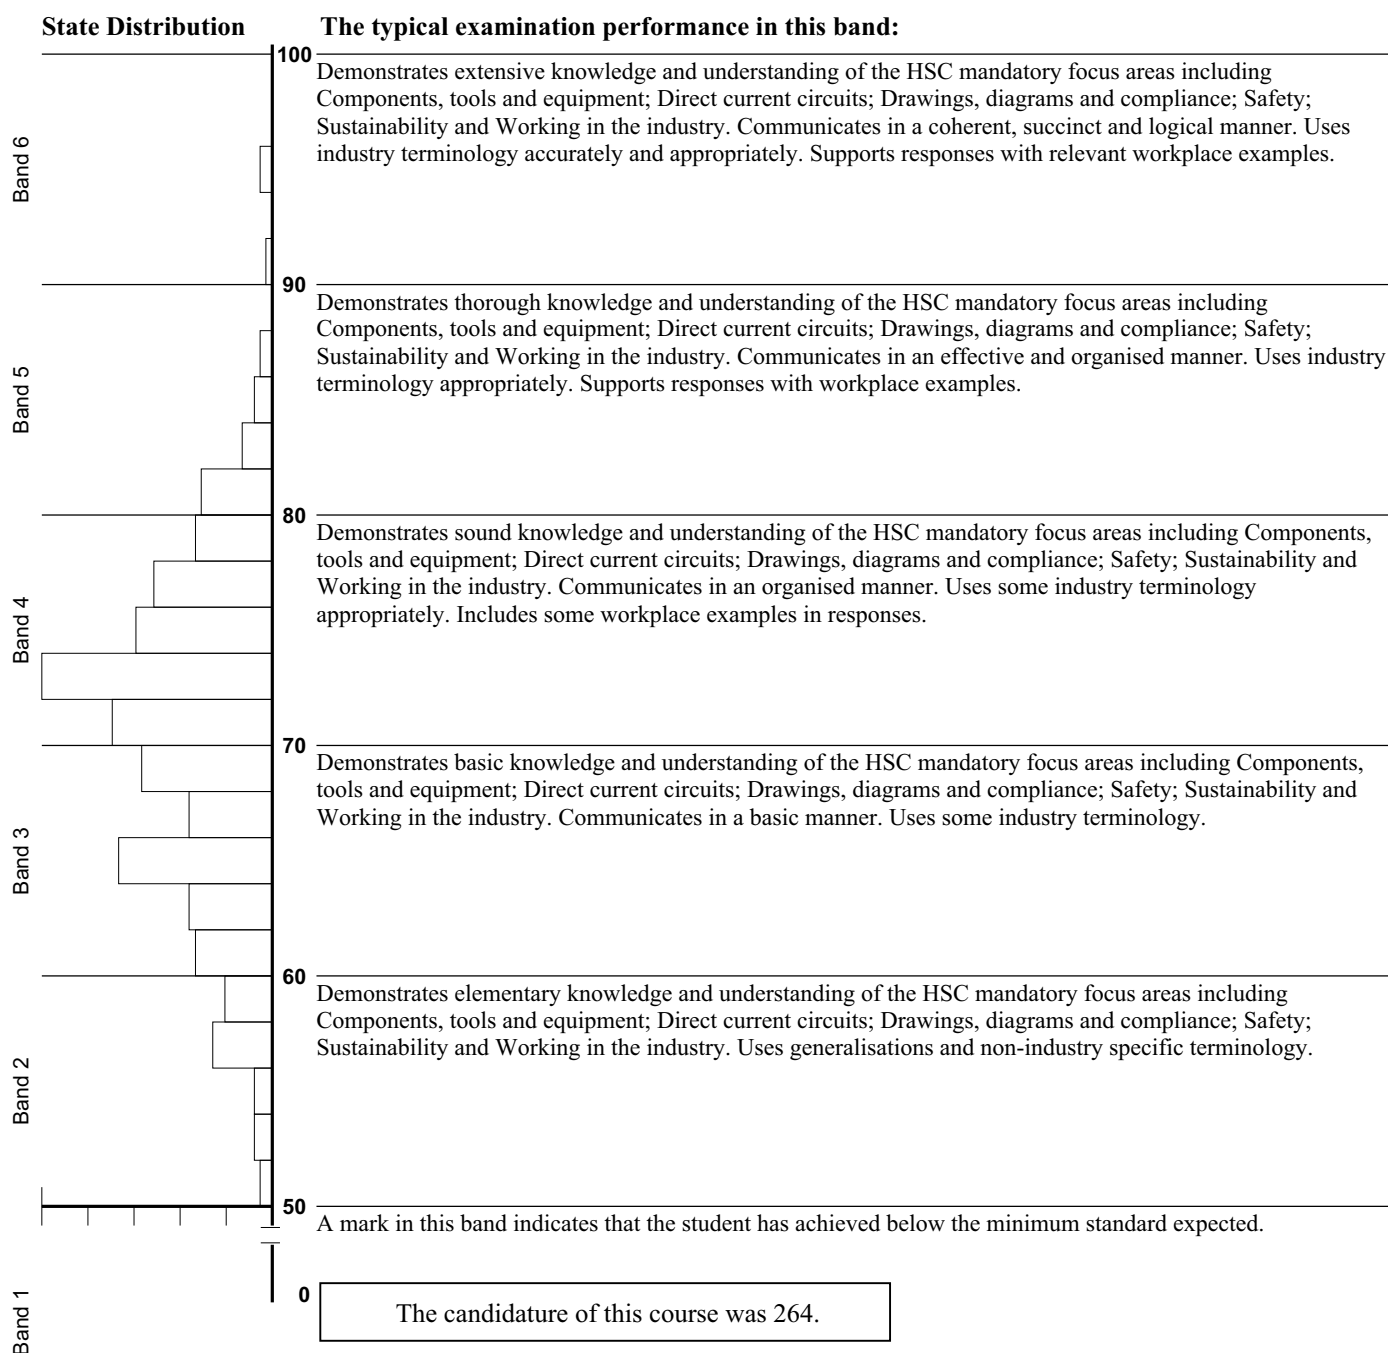 State Distribution
The typical examination performance in this band:
Band 6
100
Demonstrates extensive knowledge and understanding of the HSC mandatory focus areas including
Components, tools and equipment; Direct current circuits; Drawings, diagrams and compliance; Safety;
Sustainability and Working in the industry. Communicates in a coherent, succinct and logical manner. Uses
industry terminology accurately and appropriately. Supports responses with relevant workplace examples.
Band 5
90
Demonstrates thorough knowledge and understanding of the HSC mandatory focus areas including
Components, tools and equipment; Direct current circuits; Drawings, diagrams and compliance; Safety;
Sustainability and Working in the industry. Communicates in an effective and organised manner. Uses industry
terminology appropriately. Supports responses with workplace examples.
Band 4
80
Demonstrates sound knowledge and understanding of the HSC mandatory focus areas including Components,
tools and equipment; Direct current circuits; Drawings, diagrams and compliance; Safety; Sustainability and
Working in the industry. Communicates in an organised manner. Uses some industry terminology
appropriately. Includes some workplace examples in responses.
Band 3
70
Demonstrates basic knowledge and understanding of the HSC mandatory focus areas including Components,
tools and equipment; Direct current circuits; Drawings, diagrams and compliance; Safety; Sustainability and
Working in the industry. Communicates in a basic manner. Uses some industry terminology.
Band 2
60
Demonstrates elementary knowledge and understanding of the HSC mandatory focus areas including
Components, tools and equipment; Direct current circuits; Drawings, diagrams and compliance; Safety;
Sustainability and Working in the industry. Uses generalisations and non-industry specific terminology.
50
A mark in this band indicates that the student has achieved below the minimum standard expected.
Band 1
0
The candidature of this course was 264.